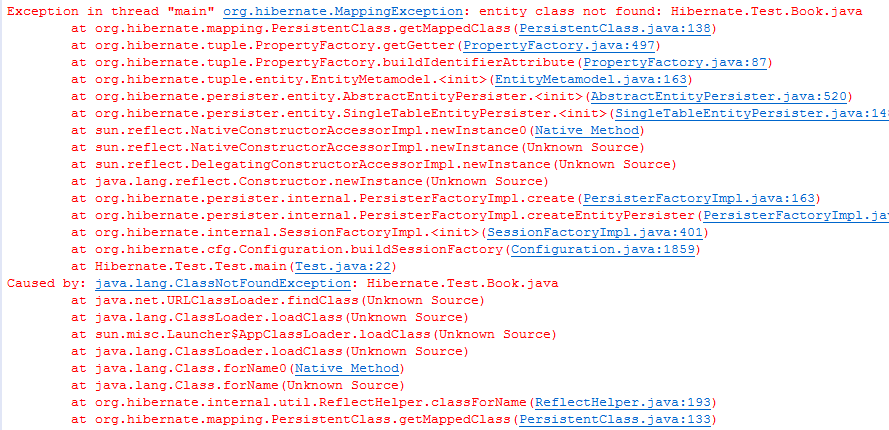 Exception in thread "main" org.hibernate.MappingException: entity class not found: Hibernate.Test.Book.java
at org.hibernate.mapping.PersistentClass.getMappedClass(PersistentClass.java:138)
at org.hibernate.tuple.PropertyFactory.getGetter(PropertyFactory.java:497)
at org.hibernate.tuple.PropertyFactory.buildIdentifierAttribute(PropertyFactory.java:87)
at org.hibernate.tuple.entity.EntityMetamodel.<init>(EntityMetamodel.java:163)
at org.hibernate.persister.entity.AbstractEntityPersister.<init>(AbstractEntityPersister.java:520)
at org.hibernate.persister.entity.SingleTableEntityPersister.<init>(SingleTableEntityPersister.java:148
at sun.reflect.NativeConstructorAccessorImpl.newInstance0(Native Method)
at sun.reflect.NativeConstructorAccessorImpl.newInstance(Unknown Source)
at sun.reflect.DelegatingConstructorAccessorImpl.newInstance(Unknown Source)
at java.lang.reflect.Constructor.newInstance(Unknown Source)
at org.hibernate.persister.internal.PersisterFactoryImpl.create(PersisterFactoryImpl.java:163)
at org.hibernate.persister.internal.PersisterFactoryImpl.createEntityPersister(PersisterFactoryImpl.jav
at org.hibernate.internal.SessionFactoryImpl.<init>(SessionFactoryImpl.java:401)
at org.hibernate.cfg.Configuration.buildSessionFactory(Configuration.java:1859)
at Hibernate.Test.Test.main(Test.java:22)
Caused by: java.lang.ClassNotFoundException: Hibernate.Test.Book.java
at java.net.URLClassLoader.findClass(Unknown Source)
at java.lang.ClassLoader.loadClass(Unknown Source)
at sun.misc.Launcher$AppClassLoader.loadClass(Unknown Source)
at java.lang.ClassLoader.loadClass(Unknown Source)
at java.lang.Class.forName0(Native Method)
at java.lang.Class.forName(Unknown Source)
at org.hibernate.internal.util.ReflectHelper.classForName(ReflectHelper.java:193)
at org.hibernate.mapping.PersistentClass.getMappedClass(PersistentClass.java:133)